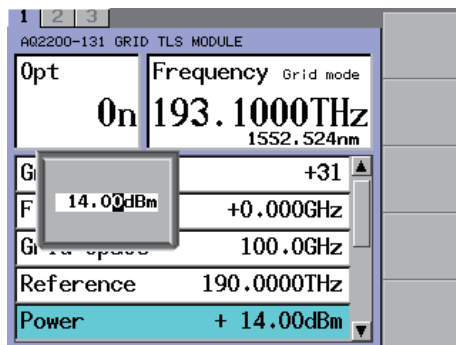 1 2 3
AQ2200-131 GRID TLS MODULE
Opt
On
Frequency Grid mode
193.1000THz
1552.524nm
+31
14.00dBm
+0.000GHz
100.0GHz
Reference 190.0000THz
Power + 14.00dBm